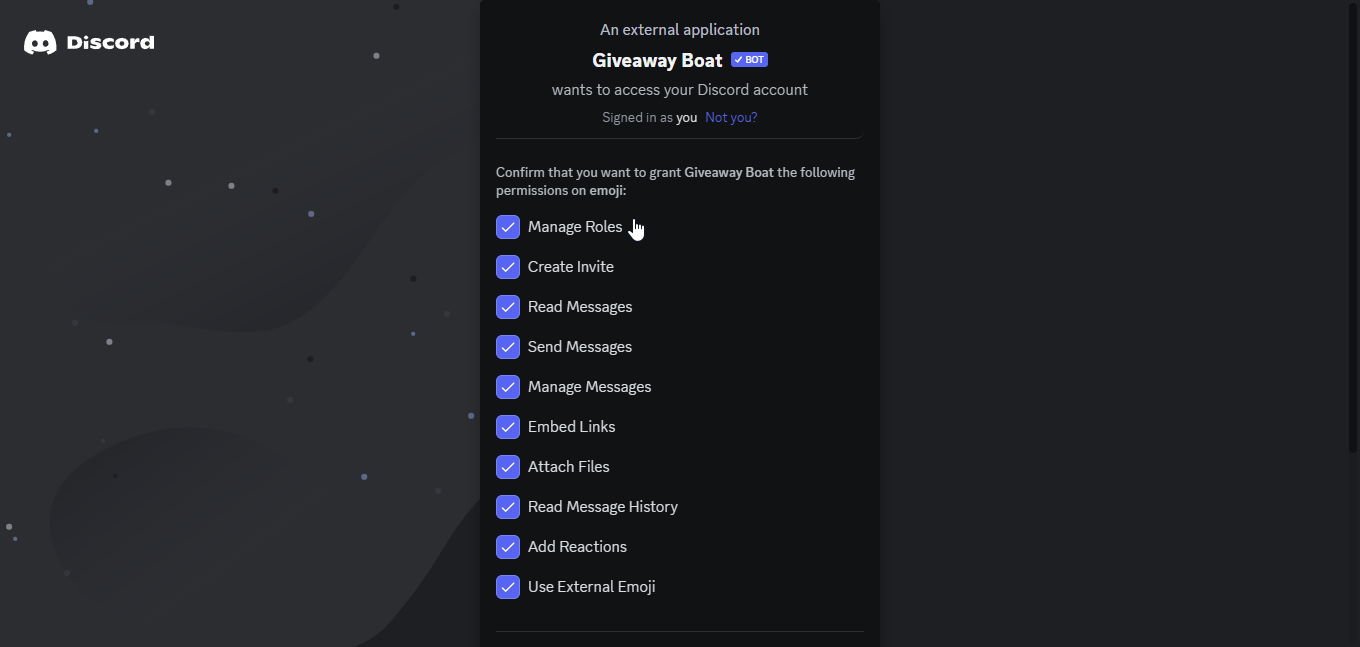 Discord
An external application
Giveaway Boat BOT
wants to access your Discord account
Signed in as you Not you?
Confirm that you want to grant Giveaway Boat the following
permissions on emoji:
Manage Roles
Create Invite
Read Messages
Send Messages
Manage Messages
Embed Links
Attach Files
Read Message History
Add Reactions
Use External Emoji